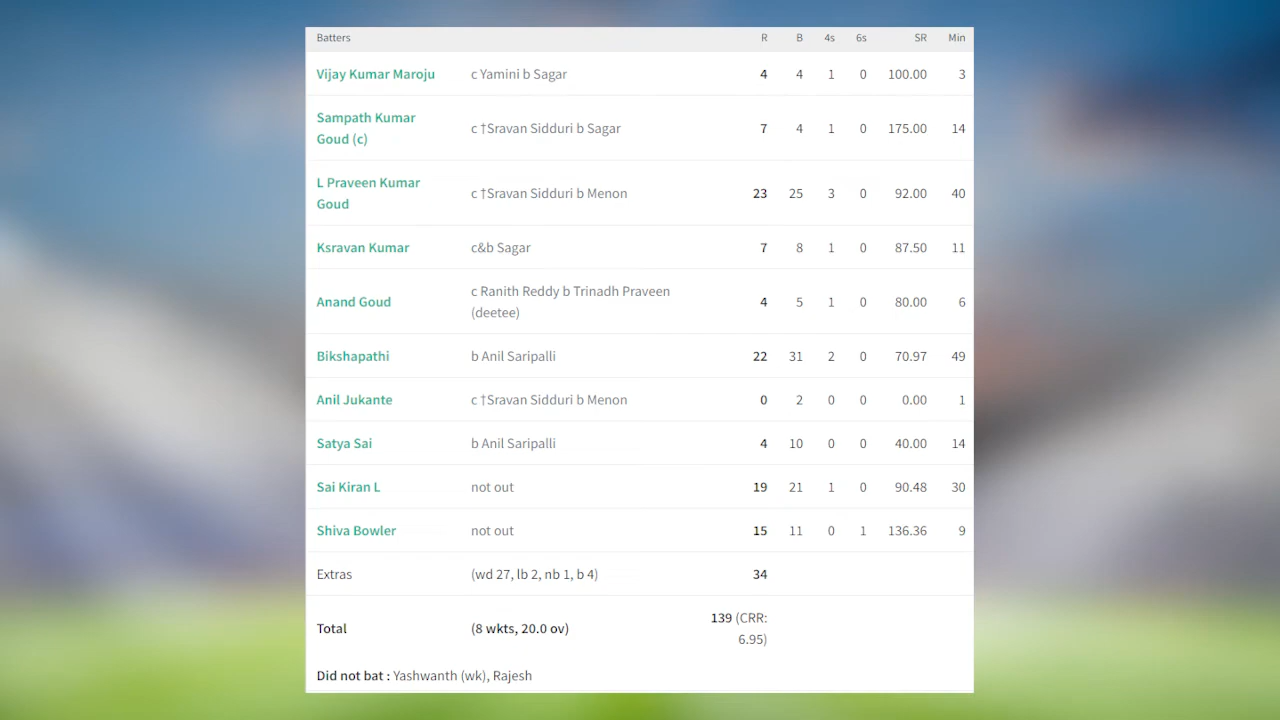 Batters R B 4s 6s SR Min
Vijay Kumar Maroju c Yamini b Sagar 4 4 1 0 100.00 3
Sampath Kumar
Goud (c) c †Sravan Sidduri b Sagar 7 4 1 0 175.00 14
L Praveen Kumar
Goud c †Sravan Sidduri b Menon 23 25 3 0 92.00 40
Ksravan Kumar c&b Sagar 7 8 1 0 87.50 11
Anand Goud c Ranith Reddy b Trinadh Praveen
(deetee) 4 5 1 0 80.00 6
Bikshapathi b Anil Saripalli 22 31 2 0 70.97 49
Anil Jukante c †Sravan Sidduri b Menon 0 2 0 0 0.00 1
Satya Sai b Anil Saripalli 4 10 0 0 40.00 14
Sai Kiran L not out 19 21 1 0 90.48 30
Shiva Bowler not out 15 11 0 1 136.36 9
Extras (wd 27, lb 2, nb 1, b 4) 34
Total (8 wkts, 20.0 ov) 139 (CRR:
6.95)
Did not bat : Yashwanth (wk), Rajesh